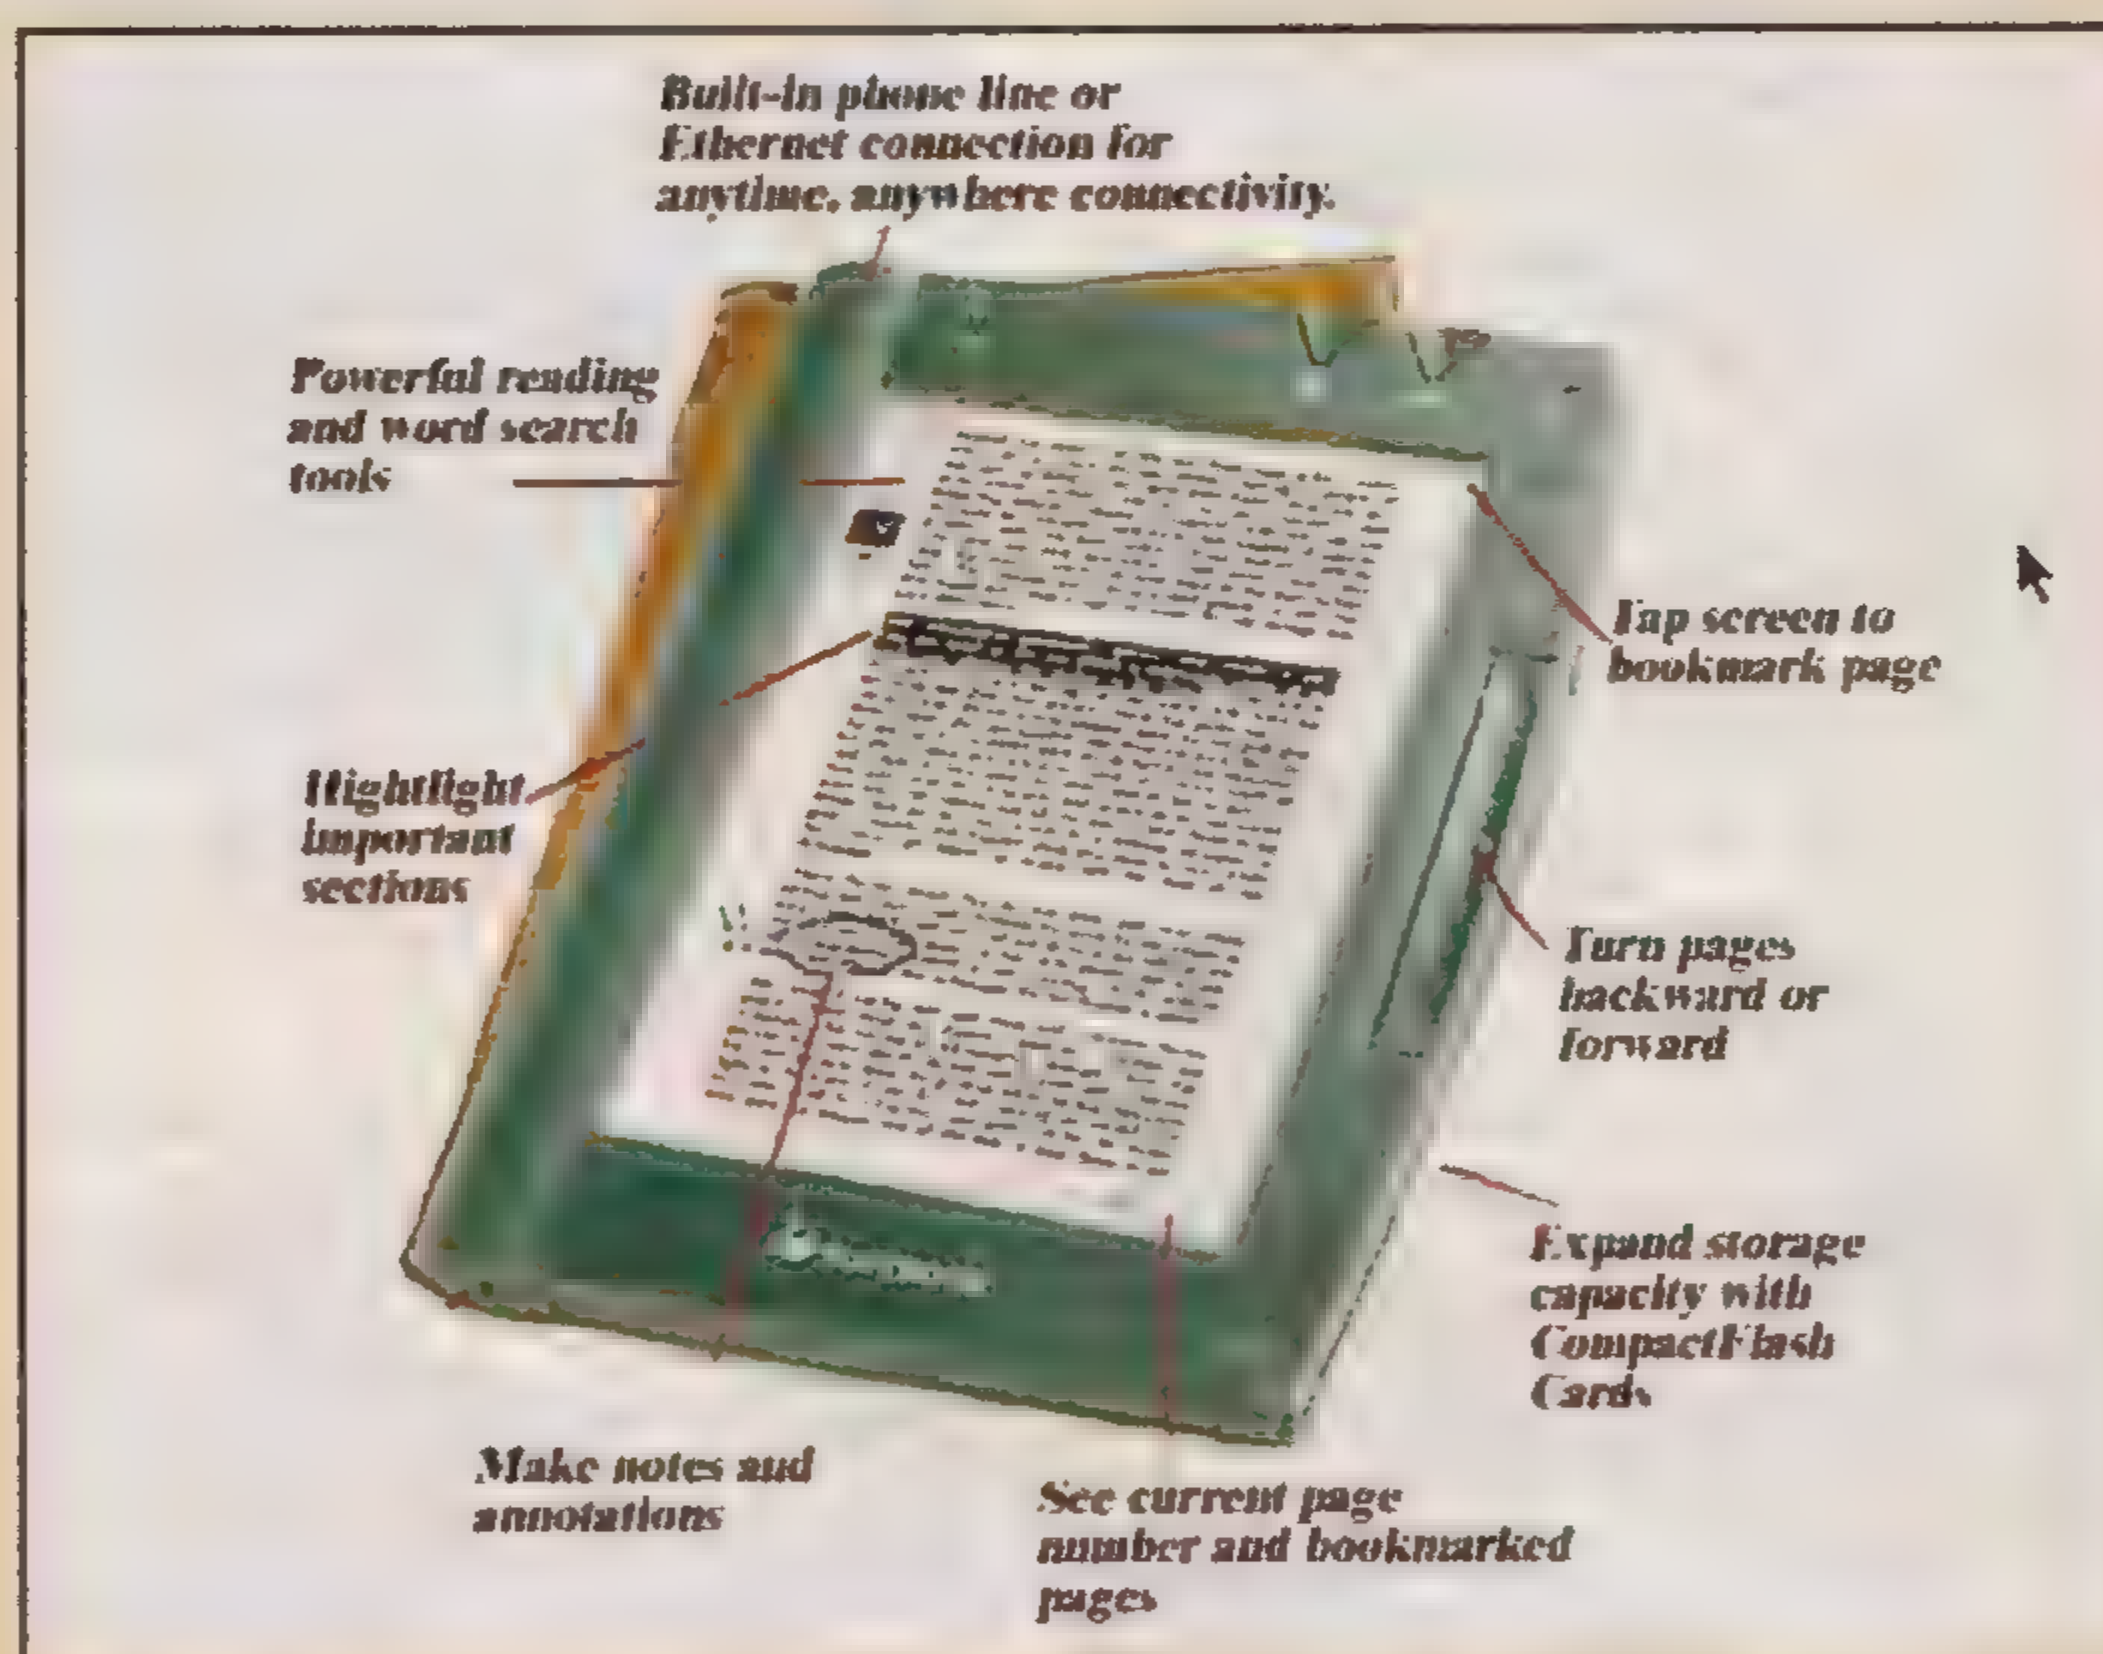 Built-in phone line or
Ethernet connection for
anytime, anywhere connectivity.
Powerful reading
and word search
tools
Tap screen to
bookmark page
Hightlight
important
sections
Turn pages
backward or
forward
Expand storage
capacity with
CompactFlash
Cards
Make notes and
annotations
See current page
number and bookmarked
pages